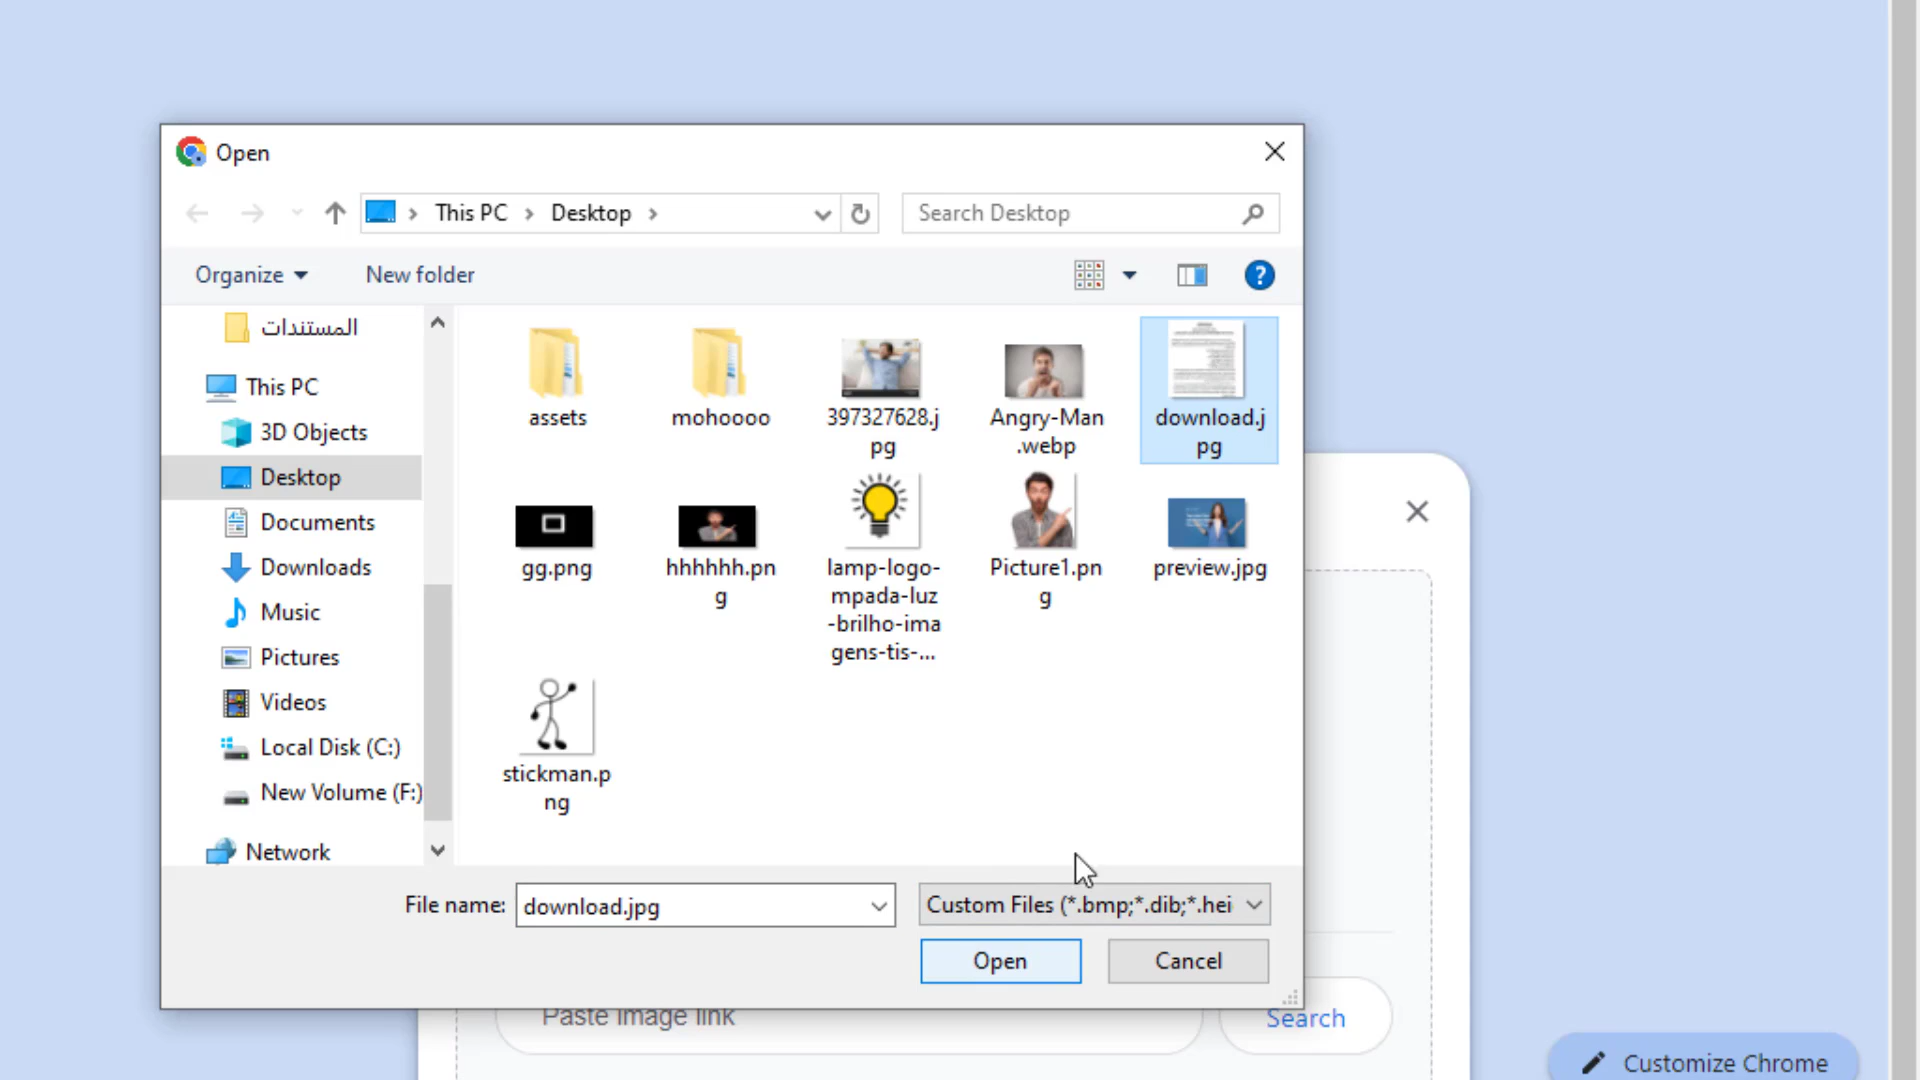 Open
This PC
Desktop
Search Desktop
Organize
New folder
المستندات
This PC
3D Objects
Desktop
Documents
Downloads
Music
Pictures
Videos
Local Disk (C:)
New Volume (F:)
Network
assets
mohoooo
397327628.j
pg
Angry-Man
.webp
download.j
pg
gg.png
hhhhhh.pn
g
lamp-logo-
mpada-luz
-brilho-ima
gens-tis-...
Picture1.pn
g
preview.jpg
stickman.p
ng
File name:
download.jpg
Custom Files (*.bmp;*.dib;*.hei
Open
Cancel
Paste image link
Search
Customize Chrome